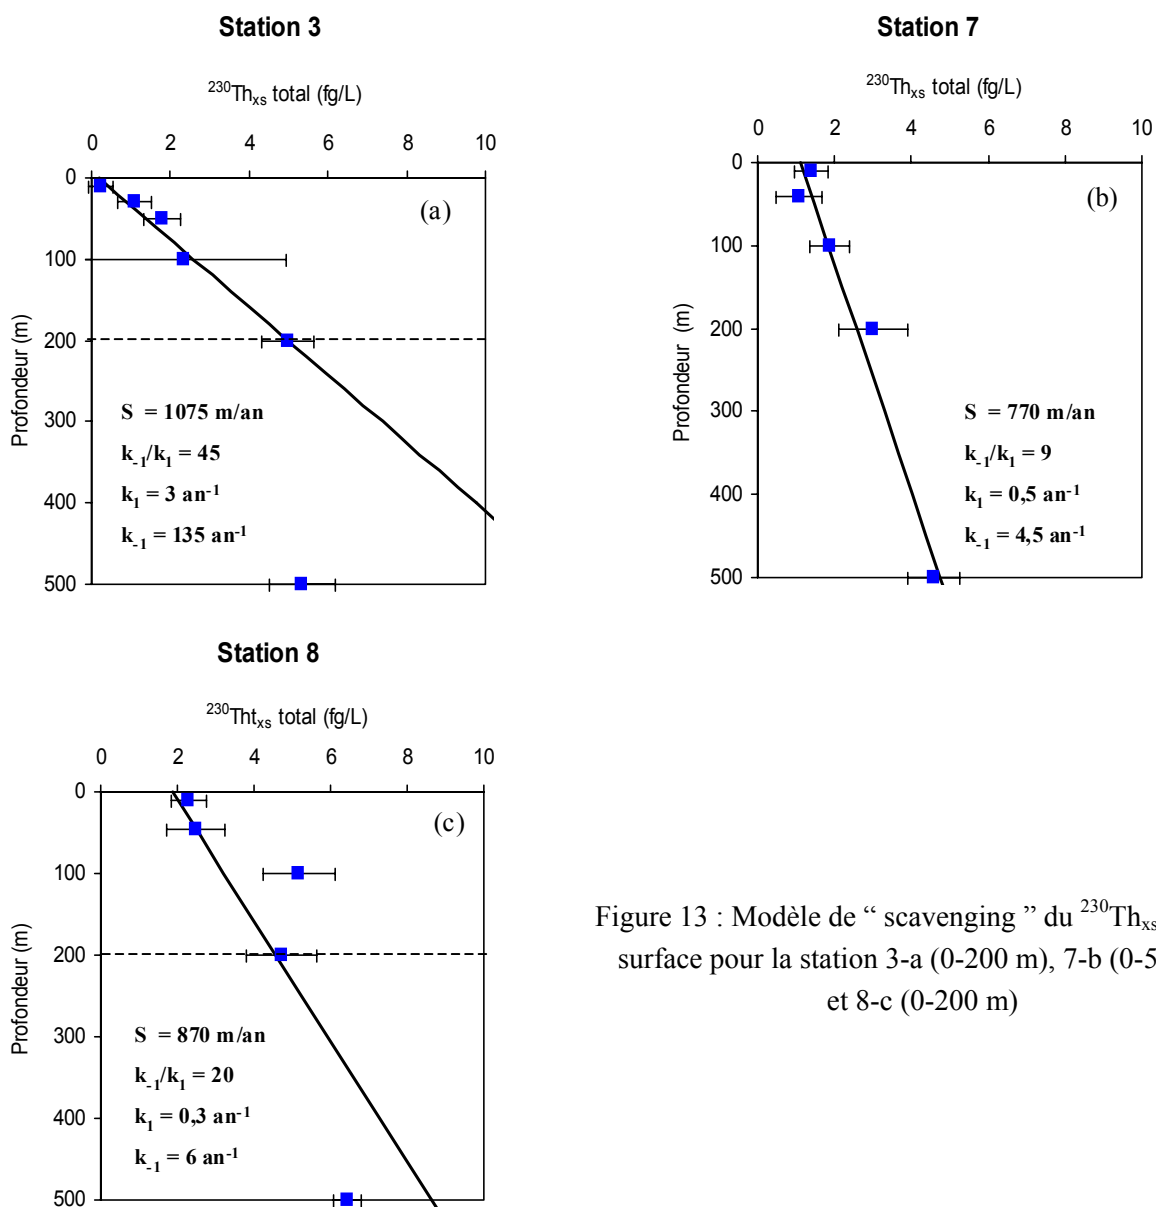 Station 3
²³⁰Thxs total (fg/L)
0 2 4 6 8 10
0
100
200
300
400
500
Profondeur (m)
(a)
S = 1075 m/an
k-1/k1 = 45
k1 = 3 an-1
k-1 = 135 an-1
Station 7
²³⁰Thxs total (fg/L)
0 2 4 6 8 10
0
100
200
300
400
500
Profondeur (m)
(b)
S = 770 m/an
k-1/k1 = 9
k1 = 0,5 an-1
k-1 = 4,5 an-1
Station 8
²³⁰Thtxs total (fg/L)
0 2 4 6 8 10
0
100
200
300
400
500
Profondeur (m)
(c)
S = 870 m/an
k-1/k1 = 20
k1 = 0,3 an-1
k-1 = 6 an-1
Figure 13 : Modèle de “ scavenging ” du ²³⁰Thxs
surface pour la station 3-a (0-200 m), 7-b (0-5
et 8-c (0-200 m)